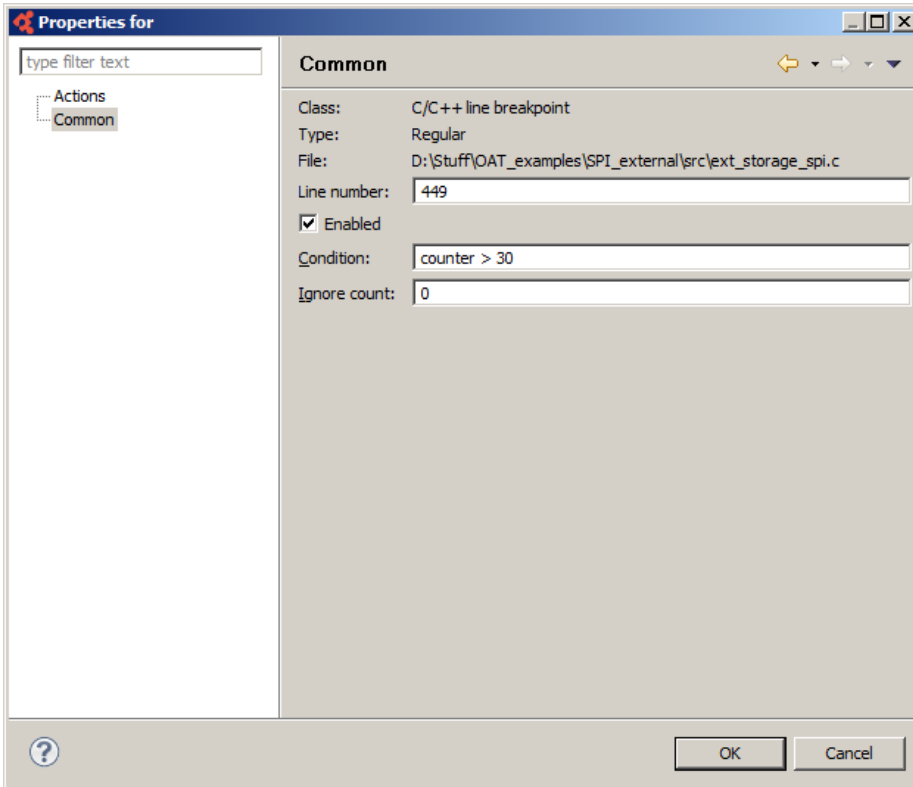 Properties for
type filter text
Actions
Common
Common
Class: C/C++ line breakpoint
Type: Regular
File: D:\Stuff\OAT_examples\SPI_external\src\ext_storage_spi.c
Line number: 449
Enabled
Condition: counter > 30
Ignore count: 0
?
OK Cancel